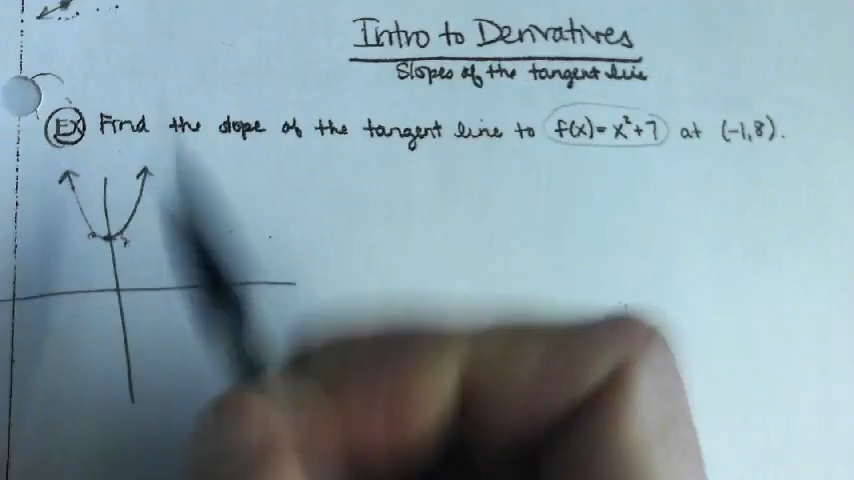 Intro to Derivatives
Slopes of the tangent line
EX Find the slope of the tangent line to f(x)=x²+7 at (-1,8).